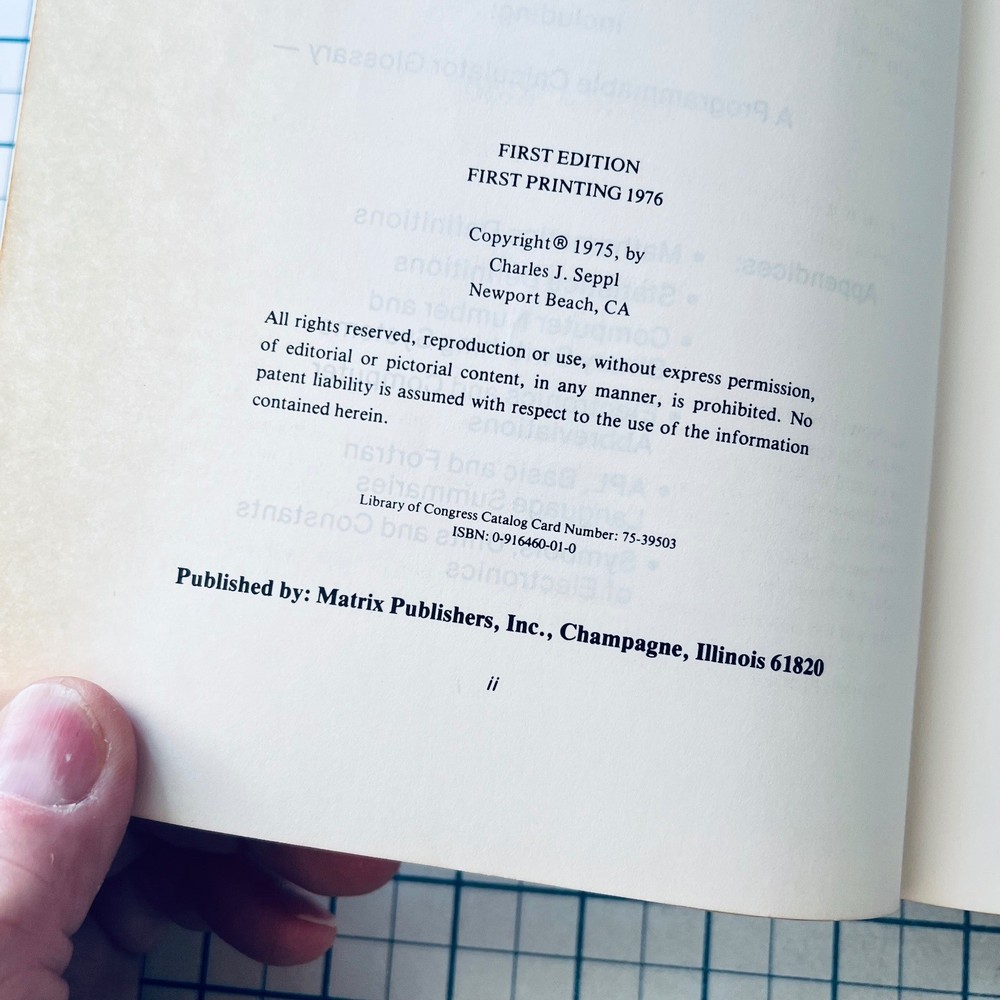 FIRST EDITION
FIRST PRINTING 1976
Copyright® 1975, by
Charles J. Seppl
Newport Beach, CA
All rights reserved, reproduction or use, without express permission,
of editorial or pictorial content, in any manner, is prohibited. No
patent liability is assumed with respect to the use of the information
contained herein.
Library of Congress Catalog Card Number: 75-39503
ISBN: 0-916460-01-0
Published by: Matrix Publishers, Inc., Champagne, Illinois 61820
ii